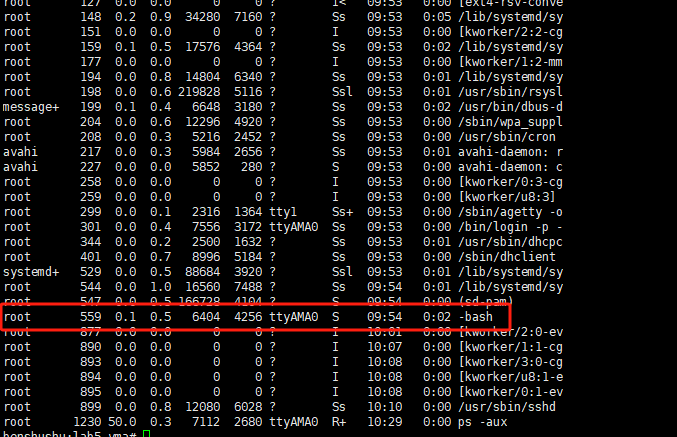 root 127 0.0 0.0 0 0 ? I< 09:53 0:00 [ext4-rsv-conve
root 148 0.2 0.9 34280 7160 ? Ss 09:53 0:05 /lib/systemd/sy
root 151 0.0 0.0 0 0 ? I 09:53 0:00 [kworker/2:2-cg
root 159 0.1 0.5 17576 4364 ? Ss 09:53 0:02 /lib/systemd/sy
root 177 0.0 0.0 0 0 ? I 09:53 0:00 [kworker/1:2-mm
root 194 0.0 0.8 14804 6340 ? Ss 09:53 0:01 /lib/systemd/sy
root 198 0.0 0.6 219828 5116 ? Ssl 09:53 0:01 /usr/sbin/rsysl
message+ 199 0.1 0.4 6648 3180 ? Ss 09:53 0:02 /usr/bin/dbus-d
root 204 0.0 0.6 12296 4920 ? Ss 09:53 0:00 /sbin/wpa_suppl
root 208 0.0 0.3 5216 2452 ? Ss 09:53 0:00 /usr/sbin/cron
avahi 217 0.0 0.3 5984 2656 ? Ss 09:53 0:01 avahi-daemon: r
avahi 227 0.0 0.0 5852 280 ? S 09:53 0:00 avahi-daemon: c
root 258 0.0 0.0 0 0 ? I 09:53 0:00 [kworker/0:3-cg
root 259 0.0 0.0 0 0 ? I 09:53 0:00 [kworker/u8:3]
root 299 0.0 0.1 2316 1364 tty1 Ss+ 09:53 0:00 /sbin/agetty -o
root 301 0.0 0.4 7556 3172 ttyAMA0 Ss 09:53 0:00 /bin/login -p -
root 344 0.0 0.2 2500 1632 ? Ss 09:53 0:01 /usr/sbin/dhcpc
root 401 0.0 0.7 8996 5184 ? Ss 09:53 0:00 /sbin/dhclient
systemd+ 529 0.0 0.5 88684 3920 ? Ssl 09:53 0:01 /lib/systemd/sy
root 544 0.0 1.0 16560 7488 ? Ss 09:54 0:01 /lib/systemd/sy
root 547 0.0 0.5 166728 4104 ? S 09:54 0:00 (sd-pam)
root 559 0.1 0.5 6404 4256 ttyAMA0 S 09:54 0:02 -bash
root 877 0.0 0.0 0 0 ? I 10:01 0:00 [kworker/2:0-ev
root 890 0.0 0.0 0 0 ? I 10:07 0:00 [kworker/1:1-cg
root 893 0.0 0.0 0 0 ? I 10:08 0:00 [kworker/3:0-cg
root 894 0.0 0.0 0 0 ? I 10:08 0:00 [kworker/u8:1-e
root 895 0.0 0.0 0 0 ? I 10:08 0:00 [kworker/0:1-ev
root 899 0.0 0.8 12080 6028 ? Ss 10:10 0:00 /usr/sbin/sshd
root 1230 50.0 0.3 7112 2680 ttyAMA0 R+ 10:29 0:00 ps -aux
benshushu:lab5_vma#